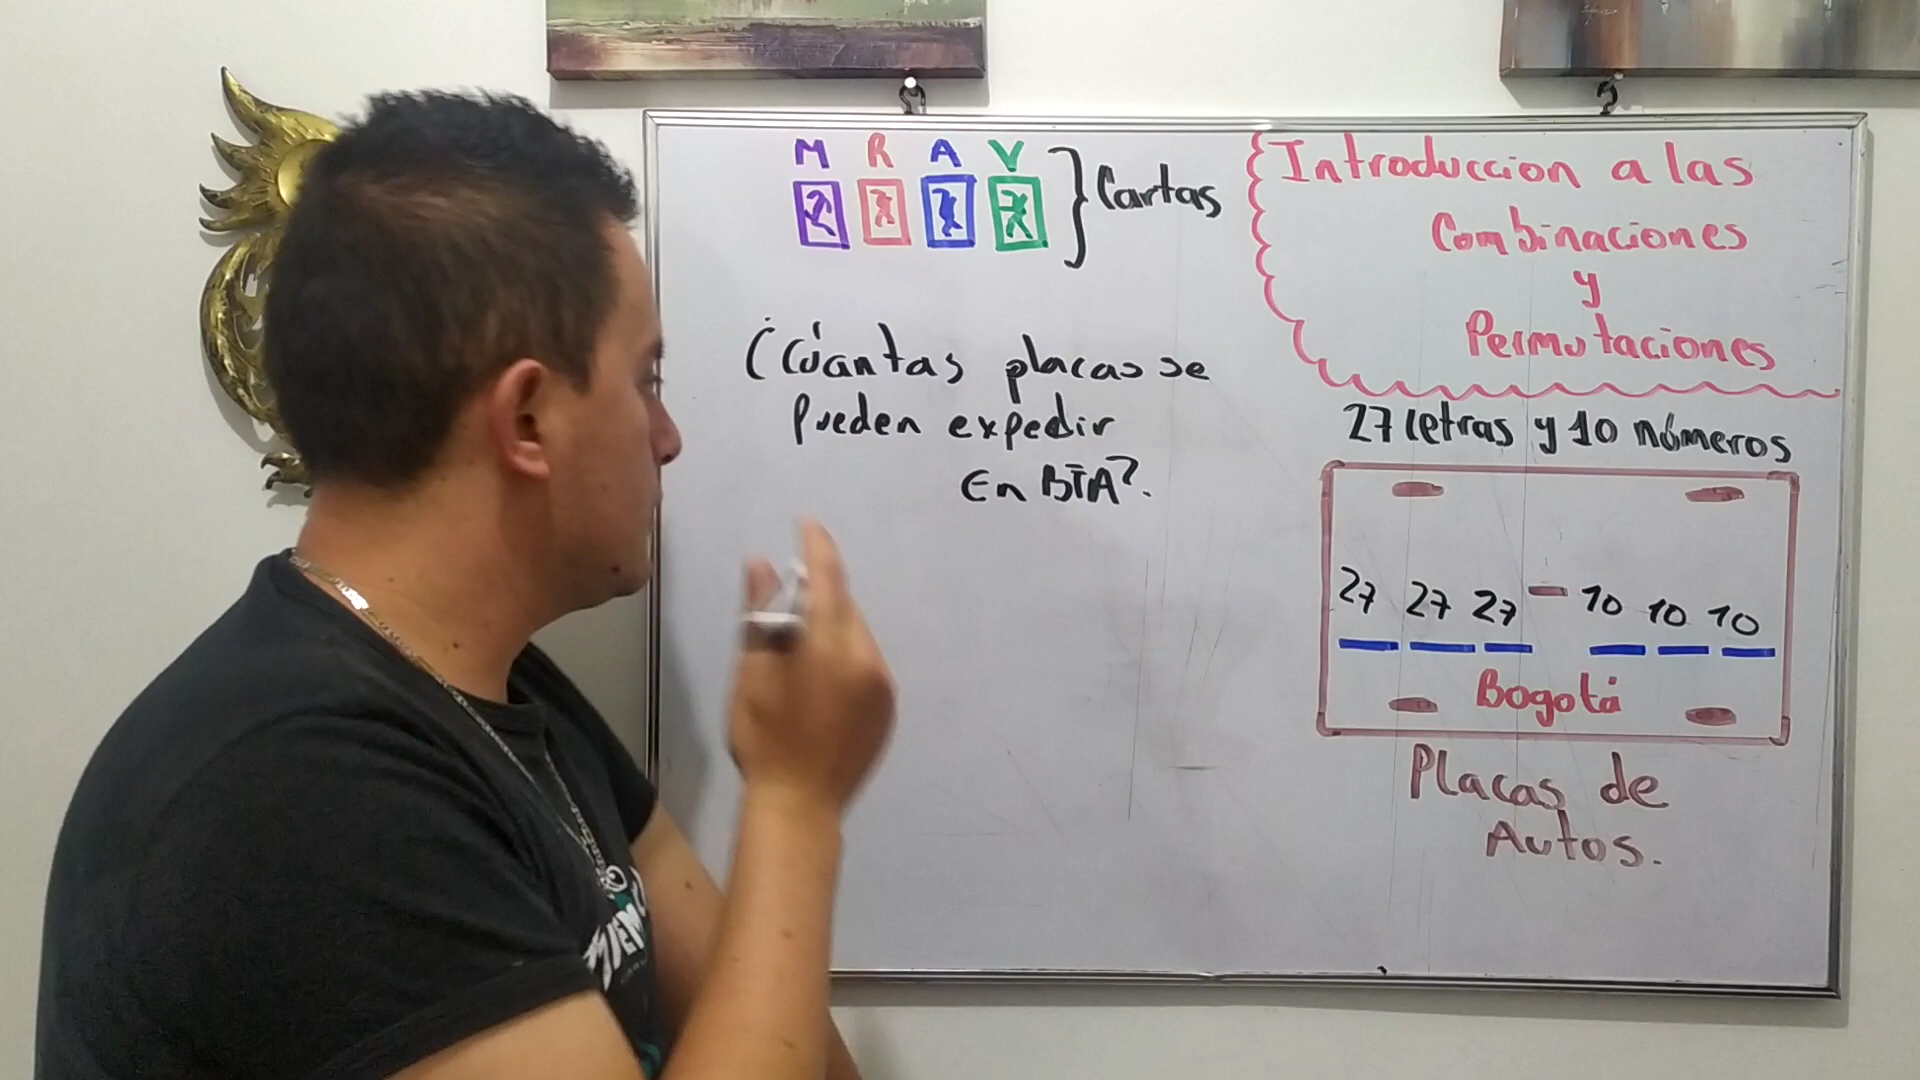 M R A V
Cartas
Introduccion a las
Combinaciones
y
Permutaciones
¿Cúantas placas se
pueden expedir
En BTA?.
27 letras y 10 números
27 27 27 - 10 10 10
Bogotá
Placas de
Autos.